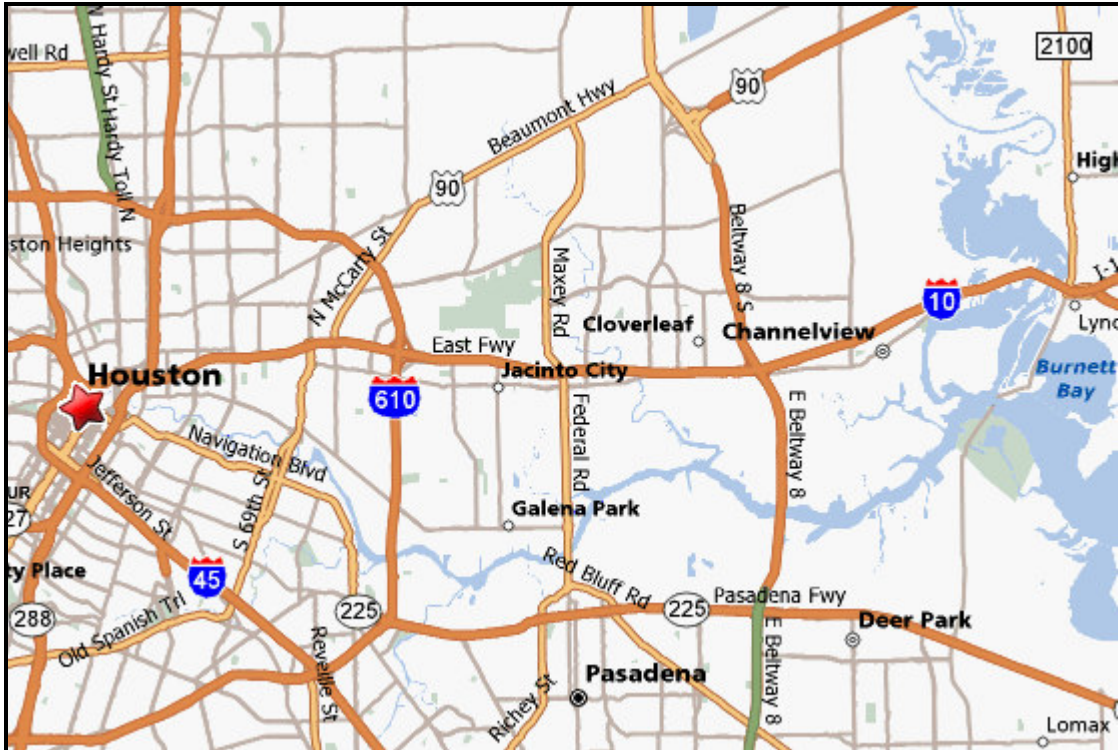 N Hardy St
Hardy Toll N
well Rd
2100
90
Beaumont Hwy
90
High
ston Heights
N McCarty St
Maxey Rd
Beltway 8 S
10
I-1
Cloverleaf
Channelview
Lync
East Fwy
Houston
Jacinto City
610
Burnett
Bay
Federal Rd
E Beltway 8
Navigation Blvd
Jefferson St
S 69th St
UR
27
Galena Park
ty Place
45
Red Bluff Rd
288
Old Spanish Trl
225
225
Pasadena Fwy
Deer Park
Reveille St
E Beltway 8
Pasadena
Richey St
Lomax